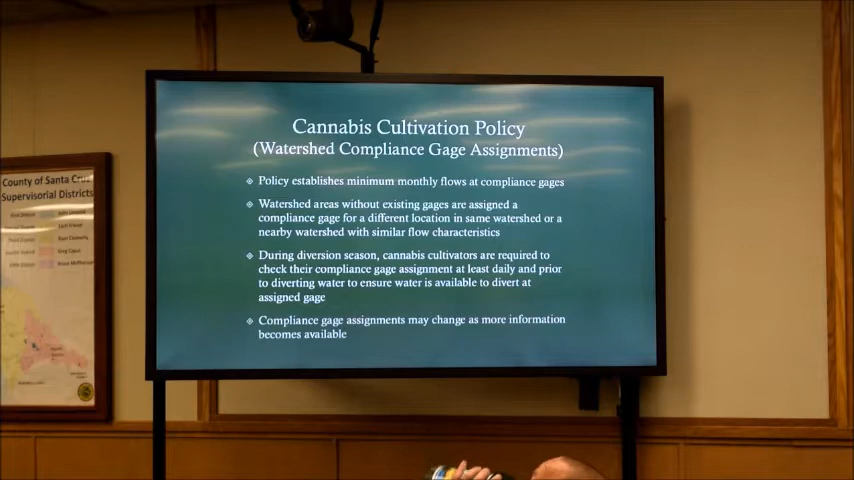 Cannabis Cultivation Policy
(Watershed Compliance Gage Assignments)
Policy establishes minimum monthly flows at compliance gages
Watershed areas without existing gages are assigned a
compliance gage for a different location in same watershed or a
nearby watershed with similar flow characteristics
During diversion season, cannabis cultivators are required to
check their compliance gage assignment at least daily and prior
to diverting water to ensure water is available to divert at
assigned gage
Compliance gage assignments may change as more information
becomes available
County of Santa Cruz
Supervisorial Districts